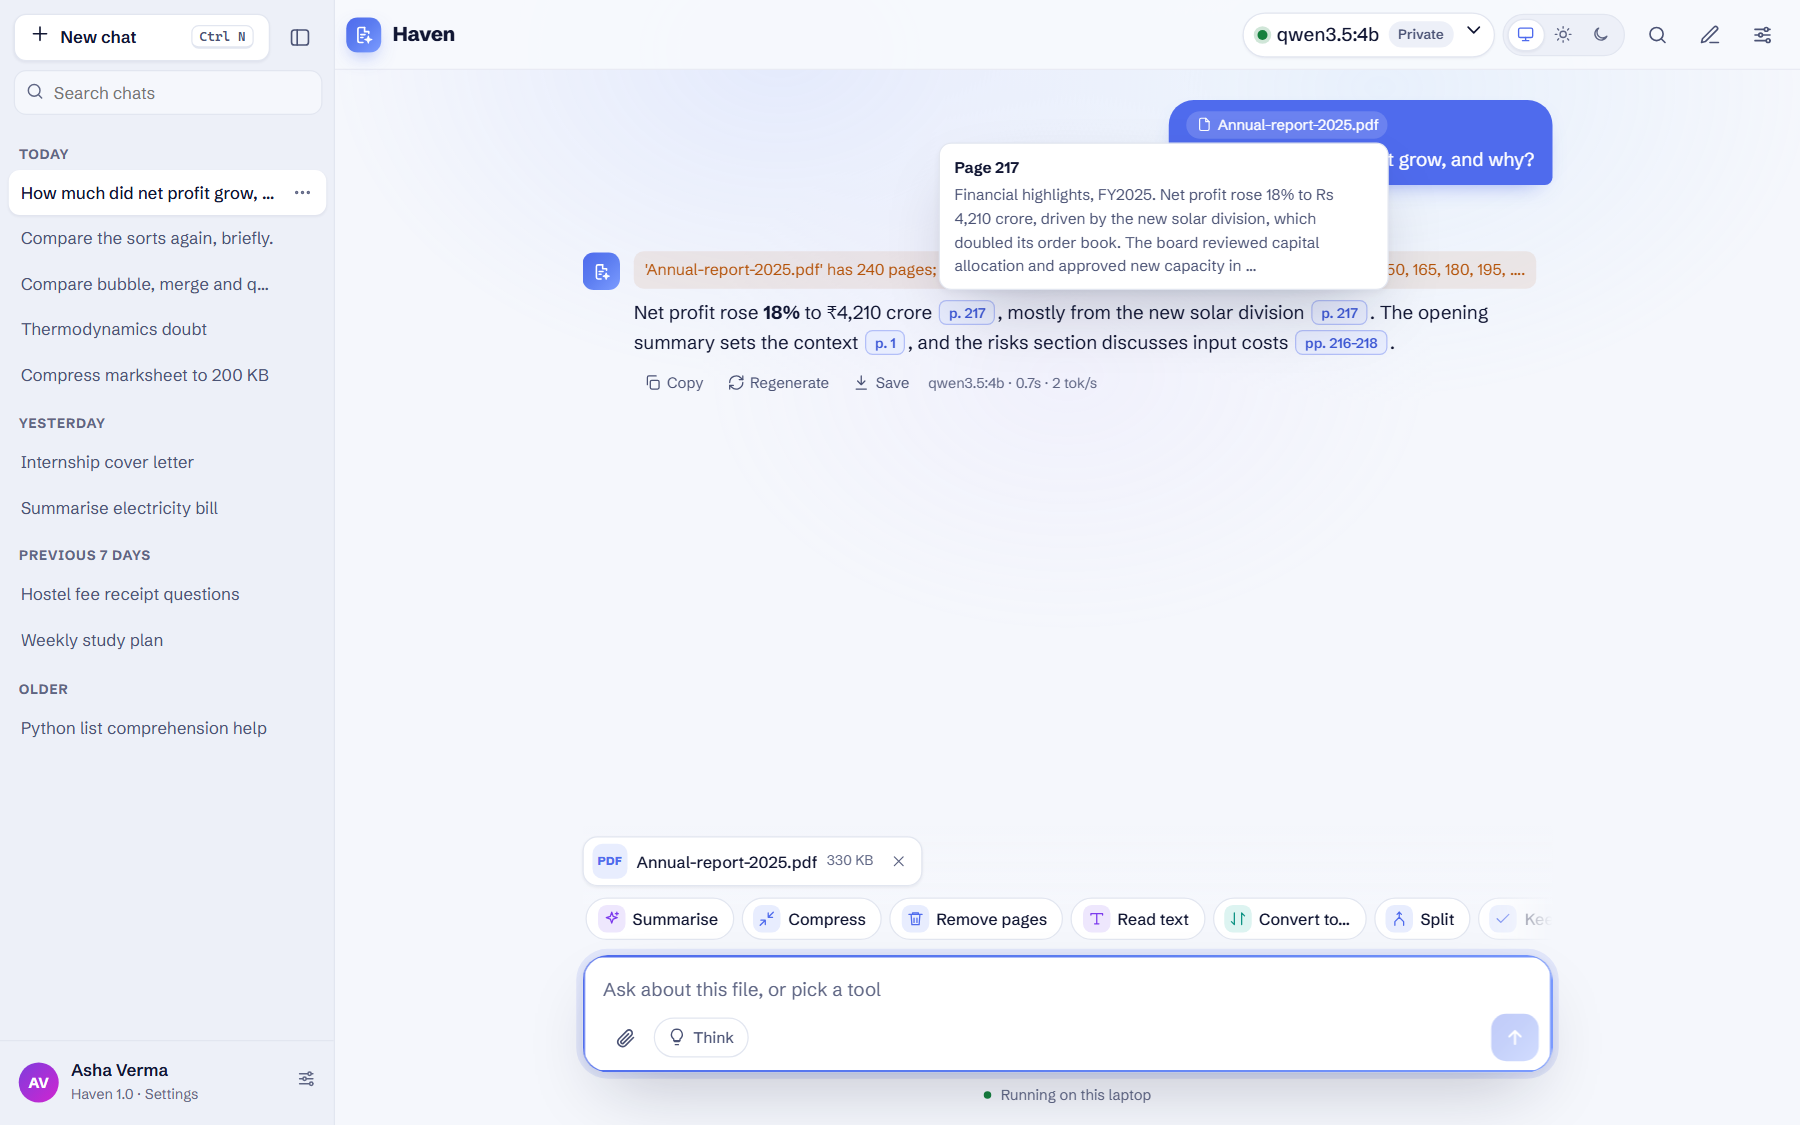 New chat
Ctrl N
Search chats
TODAY
How much did net profit grow, ...
Compare the sorts again, briefly.
Compare bubble, merge and q...
Thermodynamics doubt
Compress marksheet to 200 KB
YESTERDAY
Internship cover letter
Summarise electricity bill
PREVIOUS 7 DAYS
Hostel fee receipt questions
Weekly study plan
OLDER
Python list comprehension help
AV
Asha Verma
Haven 1.0 · Settings
Haven
qwen3.5:4b
Private
Annual-report-2025.pdf
grow, and why?
Page 217
Financial highlights, FY2025. Net profit rose 18% to Rs
4,210 crore, driven by the new solar division, which
doubled its order book. The board reviewed capital
allocation and approved new capacity in ...
'Annual-report-2025.pdf' has 240 pages; 165, 180, 195, ....
Net profit rose 18% to ₹4,210 crore p. 217 , mostly from the new solar division p. 217 . The opening
summary sets the context p. 1 , and the risks section discusses input costs pp. 216-218 .
Copy
Regenerate
Save
qwen3.5:4b · 0.7s · 2 tok/s
PDF
Annual-report-2025.pdf
330 KB
Summarise
Compress
Remove pages
Read text
Convert to...
Split
Ask about this file, or pick a tool
Think
Running on this laptop